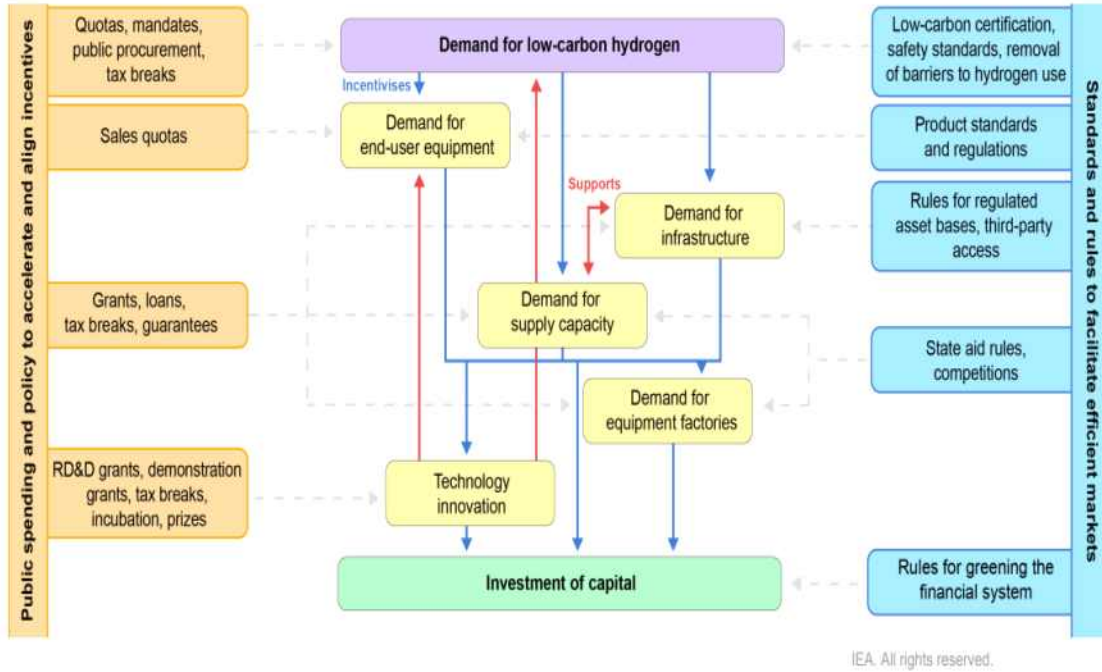 Public spending and policy to accelerate and align incentives
Quotas, mandates,
public procurement,
tax breaks
Sales quotas
Grants, loans,
tax breaks, guarantees
RD&D grants, demonstration
grants, tax breaks,
incubation, prizes
Demand for low-carbon hydrogen
Incentivises
Demand for
end-user equipment
Supports
Demand for
infrastructure
Demand for
supply capacity
Demand for
equipment factories
Technology
innovation
Investment of capital
Low-carbon certification,
safety standards, removal
of barriers to hydrogen use
Product standards
and regulations
Rules for regulated
asset bases, third-party
access
State aid rules,
competitions
Rules for greening the
financial system
Standards and rules to facilitate efficient markets
IEA. All rights reserved.